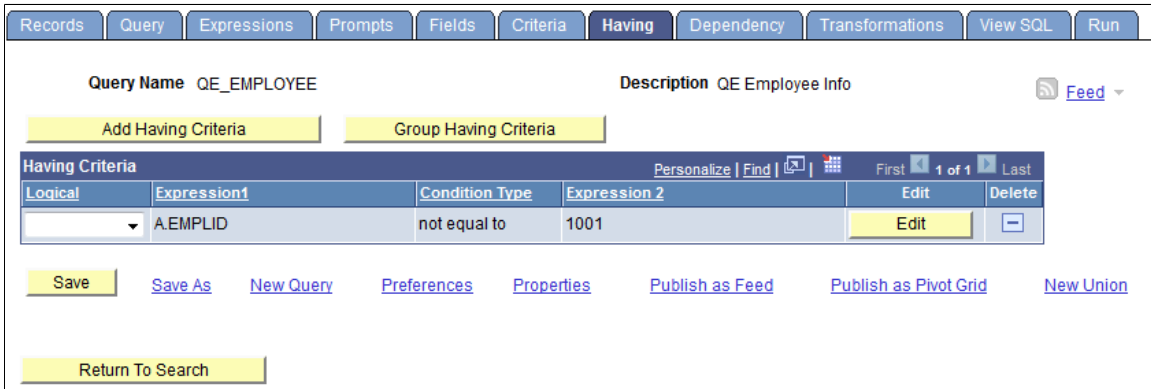 Records Query Expressions Prompts Fields Criteria Having Dependency Transformations View SQL Run
Query Name QE_EMPLOYEE Description QE Employee Info
Feed
Add Having Criteria Group Having Criteria
Having Criteria Personalize | Find | | First 1 of 1 Last
Logical Expression1 Condition Type Expression 2 Edit Delete
A.EMPLID not equal to 1001 Edit
Save Save As New Query Preferences Properties Publish as Feed Publish as Pivot Grid New Union
Return To Search